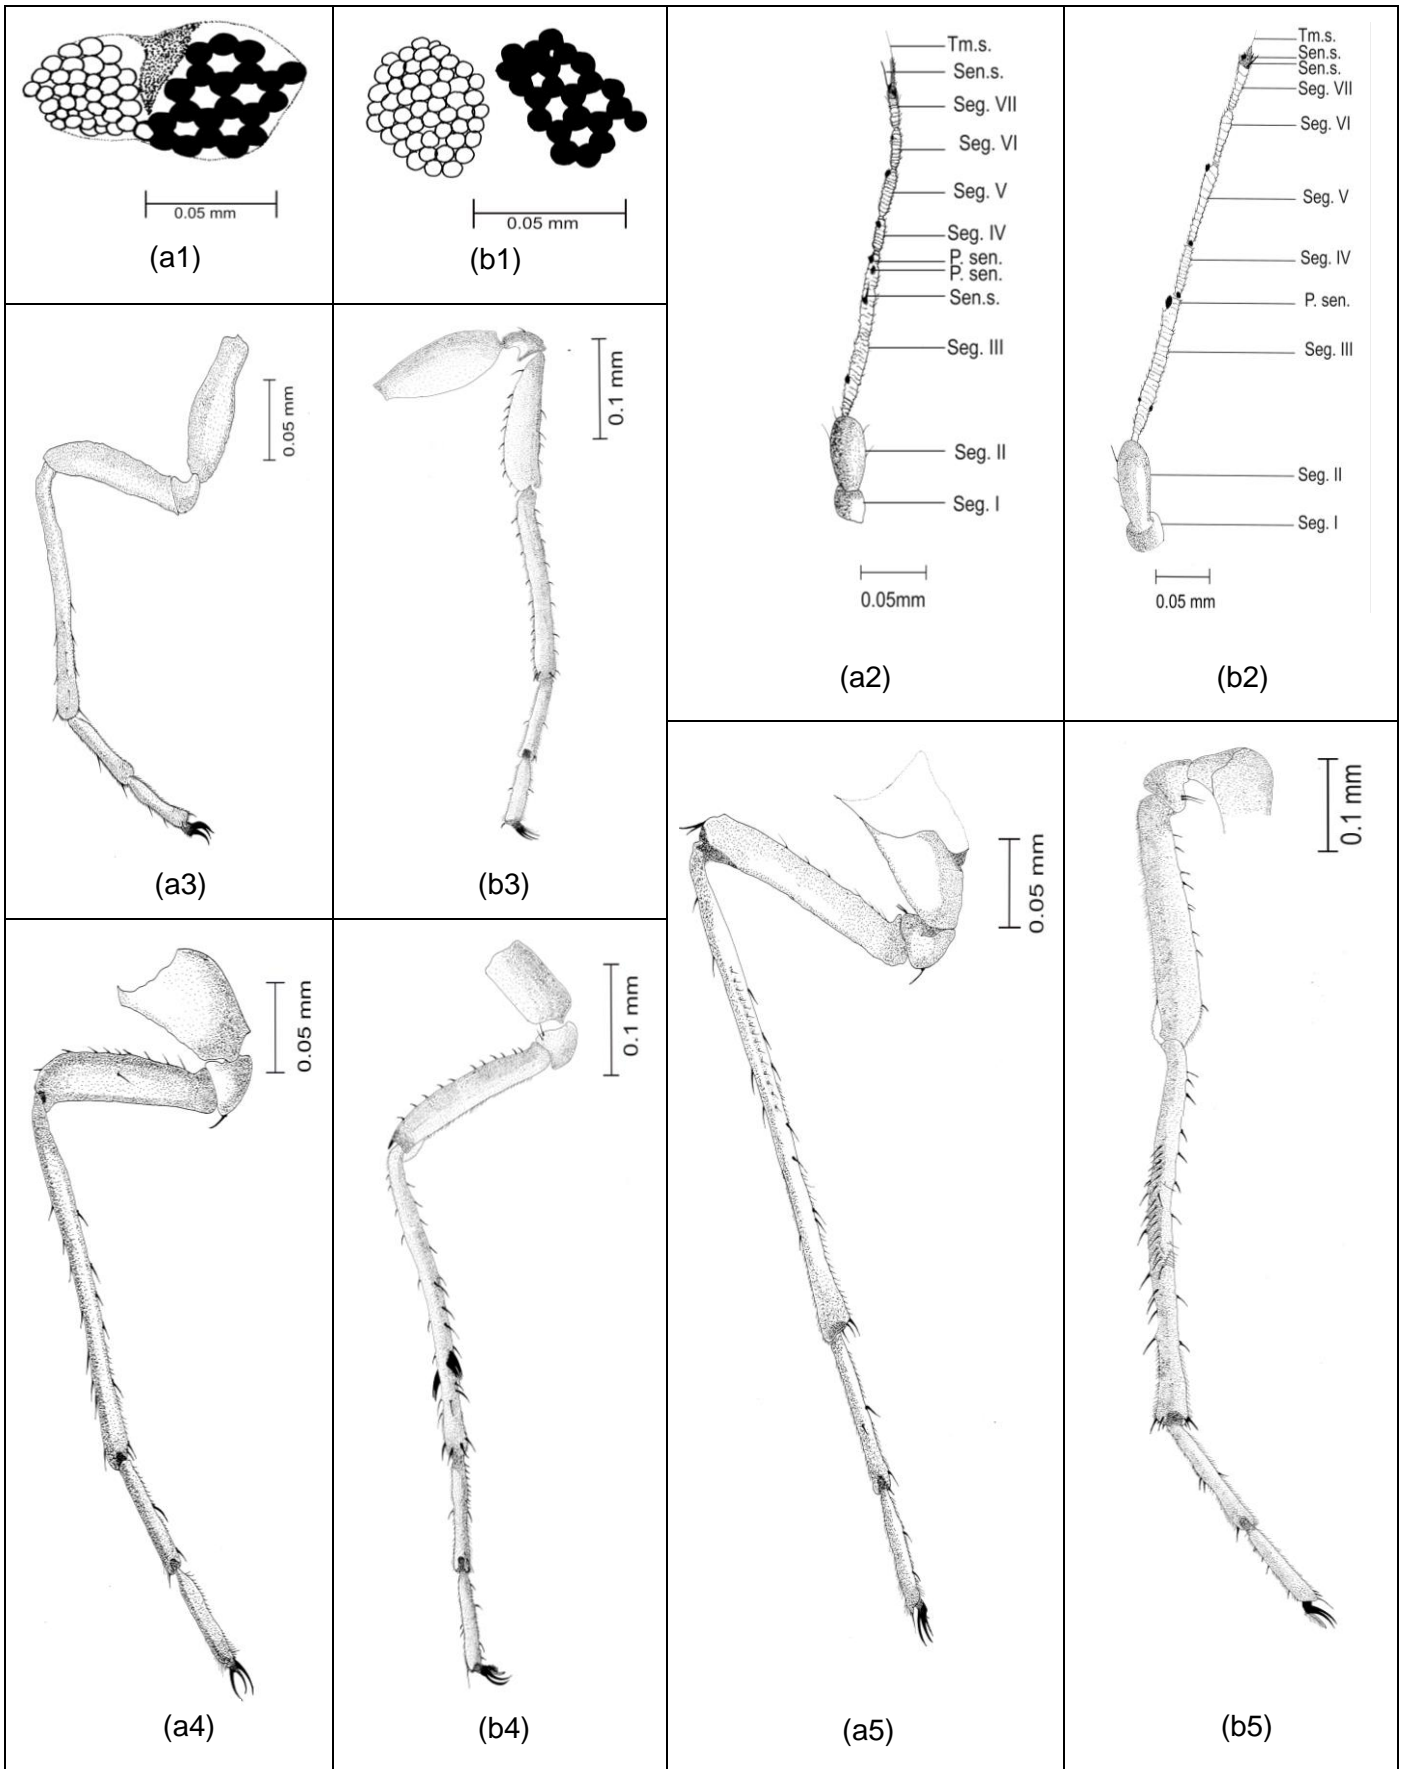 0.05 mm
(a1)
0.05 mm
(b1)
Tm.s.
Sen.s.
Seg. VII
Seg. VI
Seg. V
Seg. IV
P. sen.
P. sen.
Sen.s.
Seg. III
Seg. II
Seg. I
0.05mm
(a2)
Tm.s.
Sen.s.
Sen.s.
Seg. VII
Seg. VI
Seg. V
Seg. IV
P. sen.
Seg. III
Seg. II
Seg. I
0.05 mm
(b2)
0.05 mm
(a3)
0.1 mm
(b3)
0.05 mm
(a4)
0.1 mm
(b4)
0.05 mm
(a5)
0.1 mm
(b5)